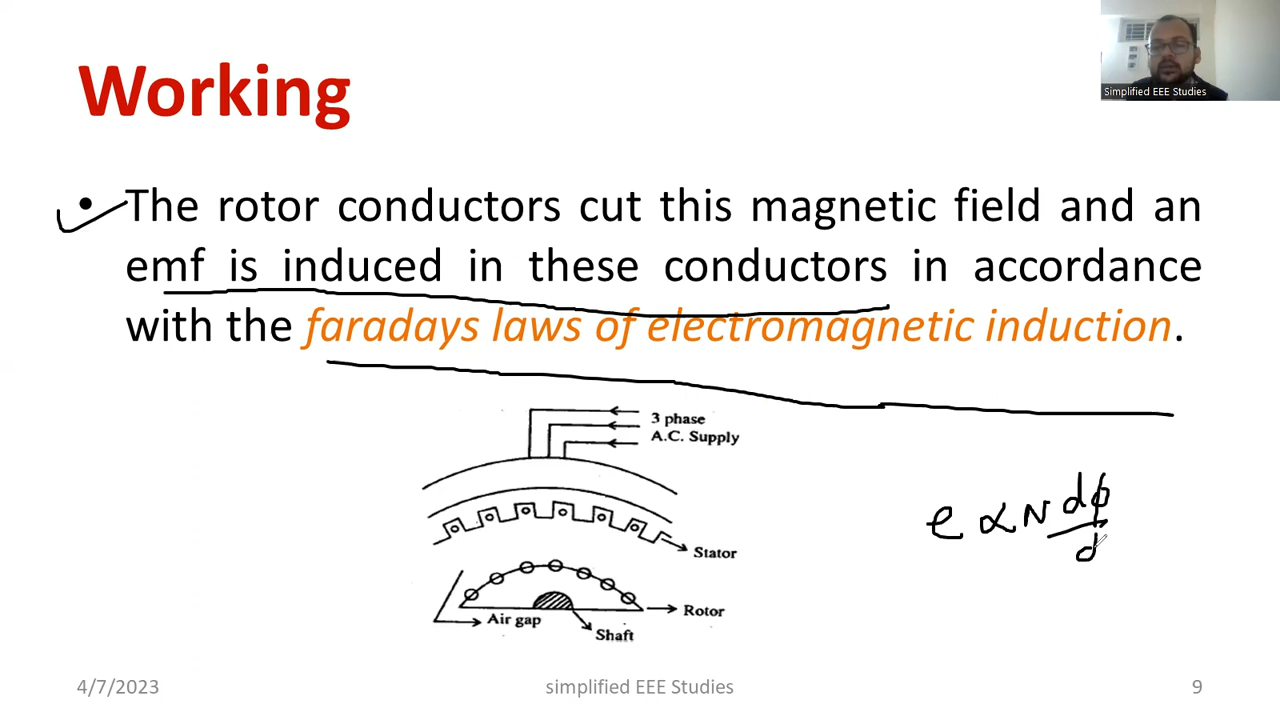 Working
Simplified EEE Studies
• The rotor conductors cut this magnetic field and an
emf is induced in these conductors in accordance
with the faradays laws of electromagnetic induction.
3 phase
A.C. Supply
Stator
Rotor
Air gap
Shaft
e ∝ N dϕ
d
4/7/2023
simplified EEE Studies
9